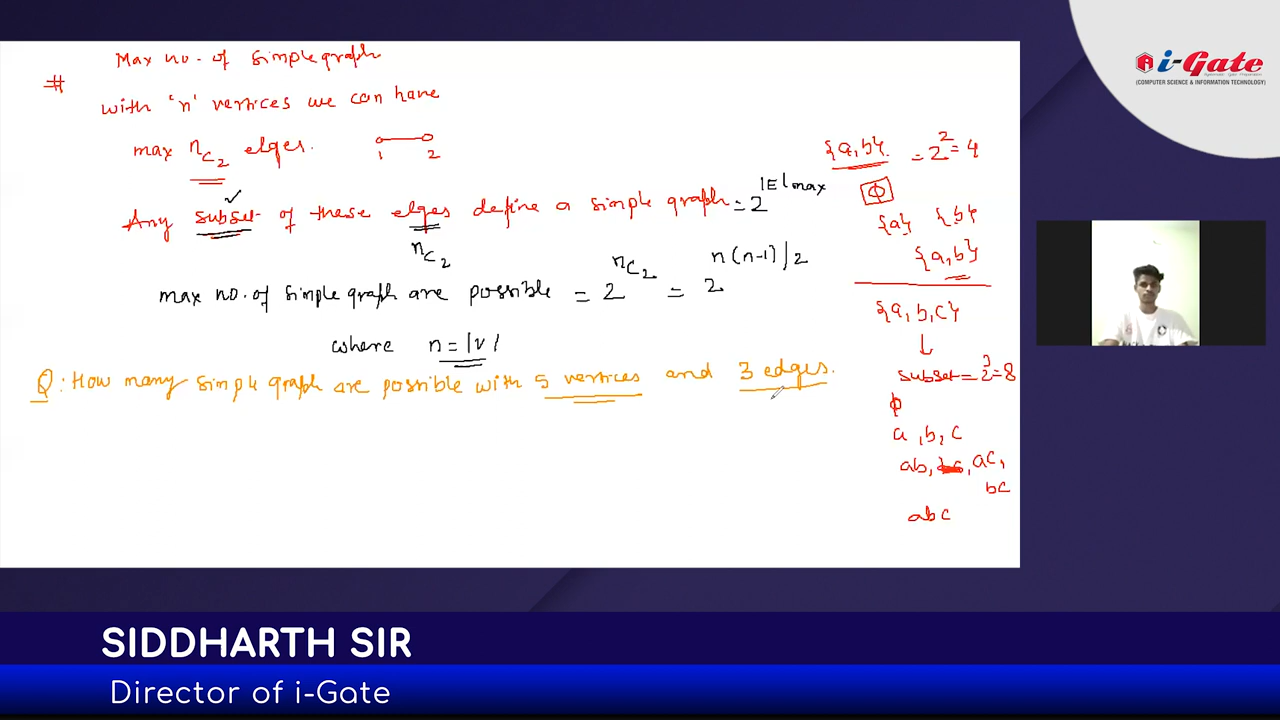 Max no. of simple graph
#
with 'n' vertices we can have
max nC2 edges.
1 2
Any subset of these edges define a simple graph = 2^|E|max
nC2
max no. of simple graph are possible = 2^nC2 = 2^n(n-1)/2
where n = |V|
Q: How many simple graph are possible with 5 vertices and 3 edges.
{a,b}. = 2^2 = 4
Φ
{a} {b}
{a,b}
{a, b, c}
↓
subset = 2^3 = 8
ϕ
a, b, c
ab, , ac,
bc
abc
i-Gate
(COMPUTER SCIENCE & INFORMATION TECHNOLOGY)
SIDDHARTH SIR
Director of i-Gate